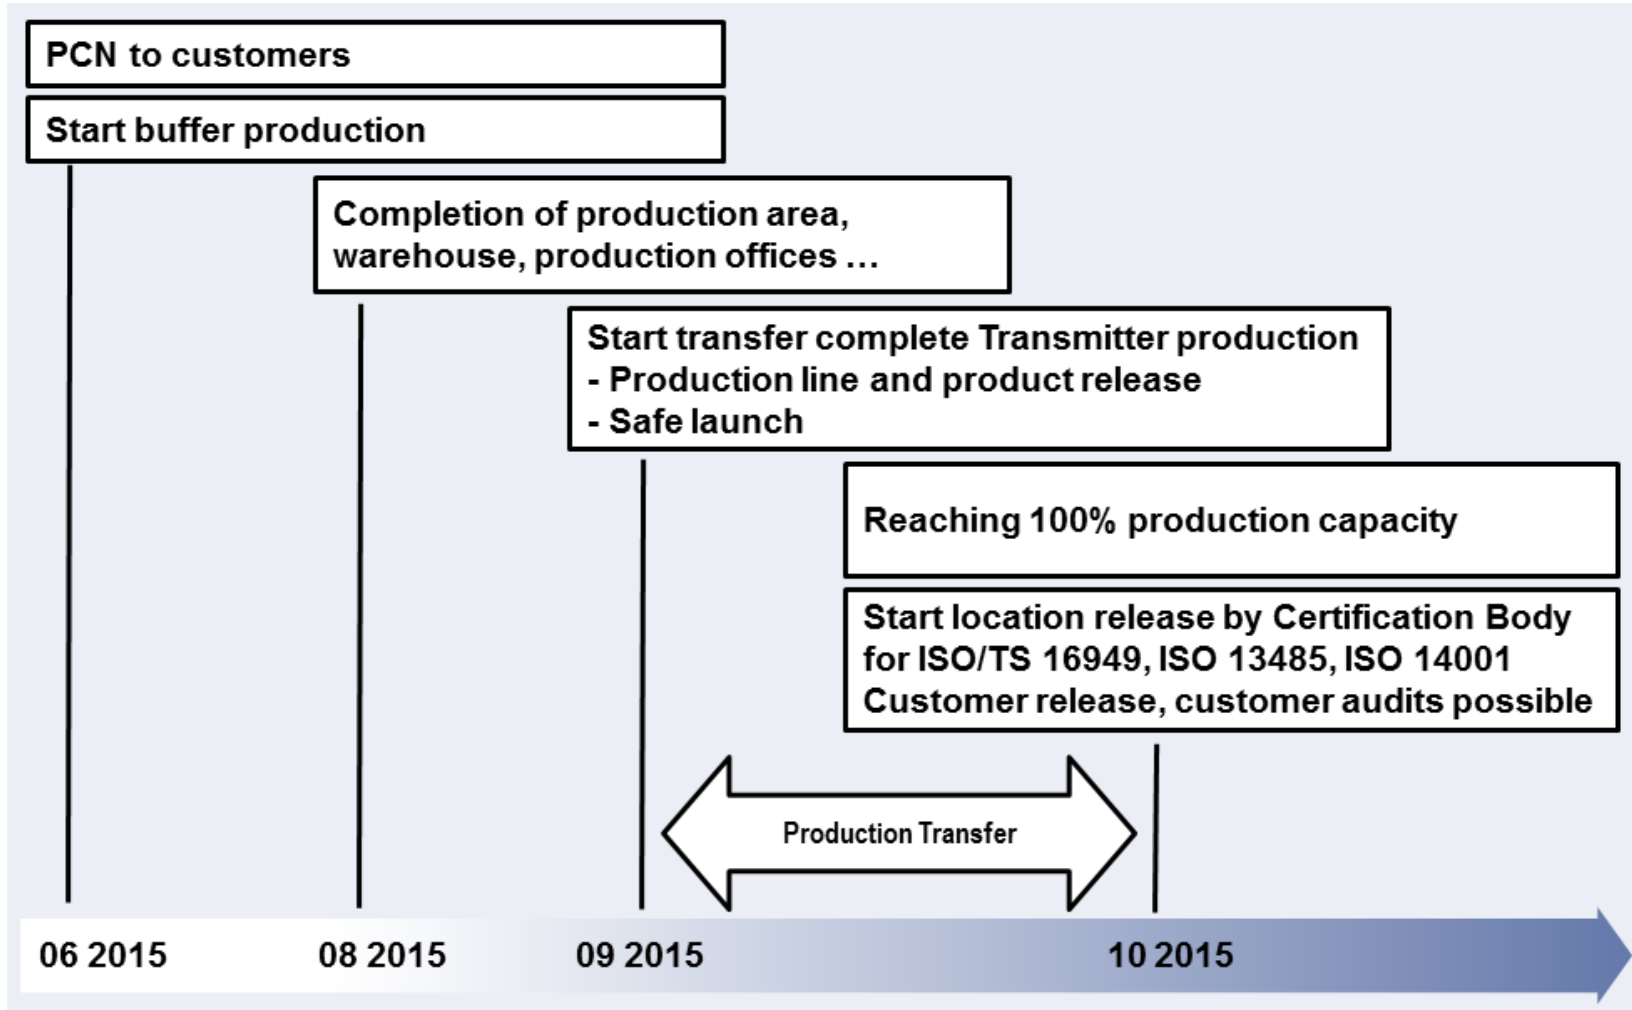 PCN to customers
Start buffer production
Completion of production area,
warehouse, production offices ...
Start transfer complete Transmitter production
- Production line and product release
- Safe launch
Reaching 100% production capacity
Start location release by Certification Body
for ISO/TS 16949, ISO 13485, ISO 14001
Customer release, customer audits possible
Production Transfer
06 2015
08 2015
09 2015
10 2015